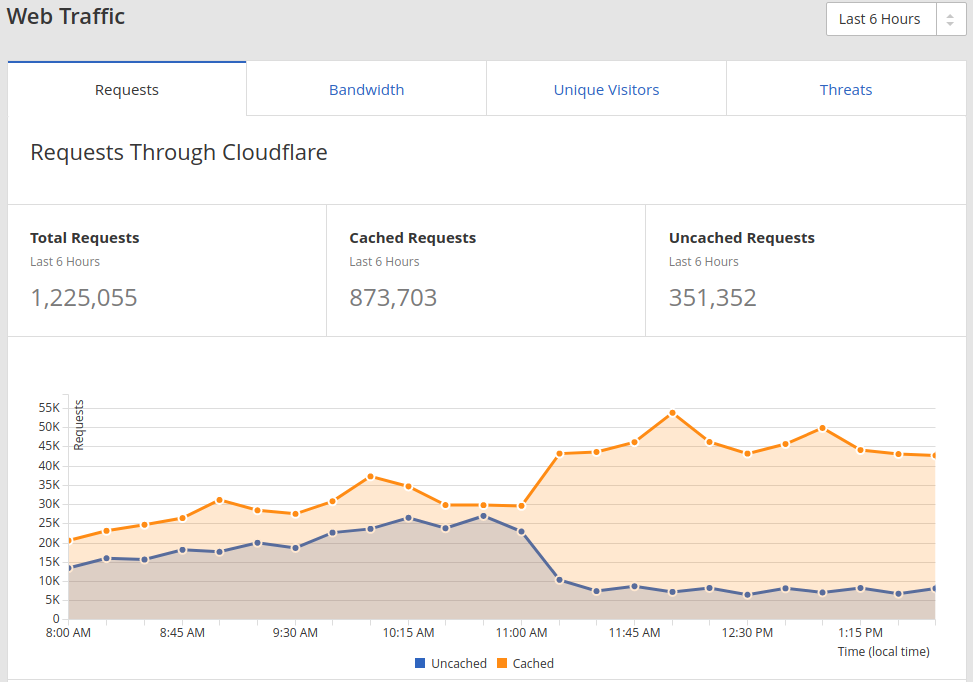 Web Traffic
Last 6 Hours
Requests
Bandwidth
Unique Visitors
Threats
Requests Through Cloudflare
Total Requests
Last 6 Hours
1,225,055
Cached Requests
Last 6 Hours
873,703
Uncached Requests
Last 6 Hours
351,352
Requests
55K
50K
45K
40K
35K
30K
25K
20K
15K
10K
5K
0
8:00 AM 8:45 AM 9:30 AM 10:15 AM 11:00 AM 11:45 AM 12:30 PM 1:15 PM
Time (local time)
Uncached Cached